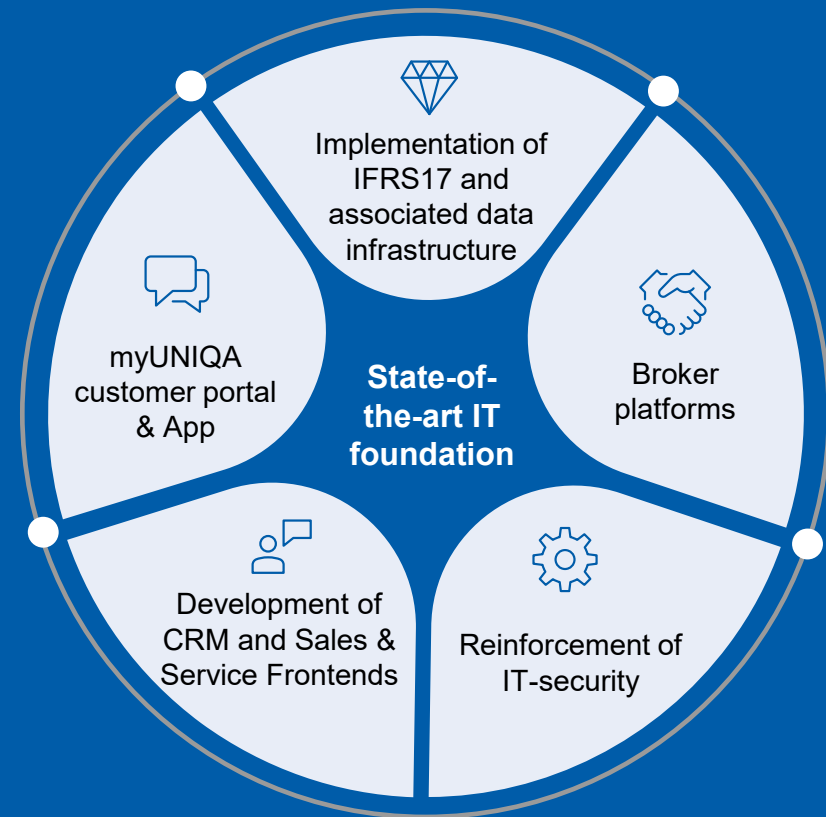 Implementation of
IFRS17 and
associated data
infrastructure
myUNIQA
customer portal
& App
State-of-
the-art IT
foundation
Broker
platforms
Development of
CRM and Sales &
Service Frontends
Reinforcement of
IT-security